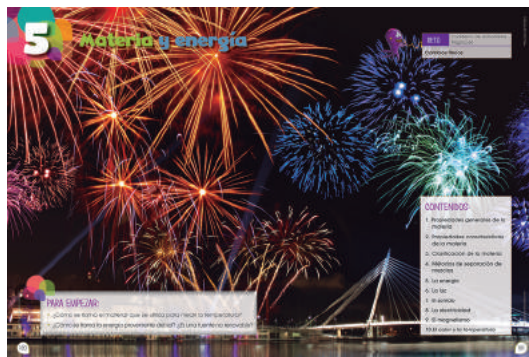 5 Materia y energía
RETO
Cambios físicos
CONTENIDOS
1. Propiedades generales de la
materia
2. Propiedades características
de la materia
3. Clasificación de la materia
4. Métodos de separación de
mezclas
5. La energía
6. La luz
7. El sonido
8. La electricidad
9. El magnetismo
10. El calor y la temperatura
PARA EMPEZAR:
- ¿Cómo se llama el material que se utiliza para medir la temperatura?
- ¿Cómo se llama la energía proveniente del sol? ¿Es una fuente no renovable?